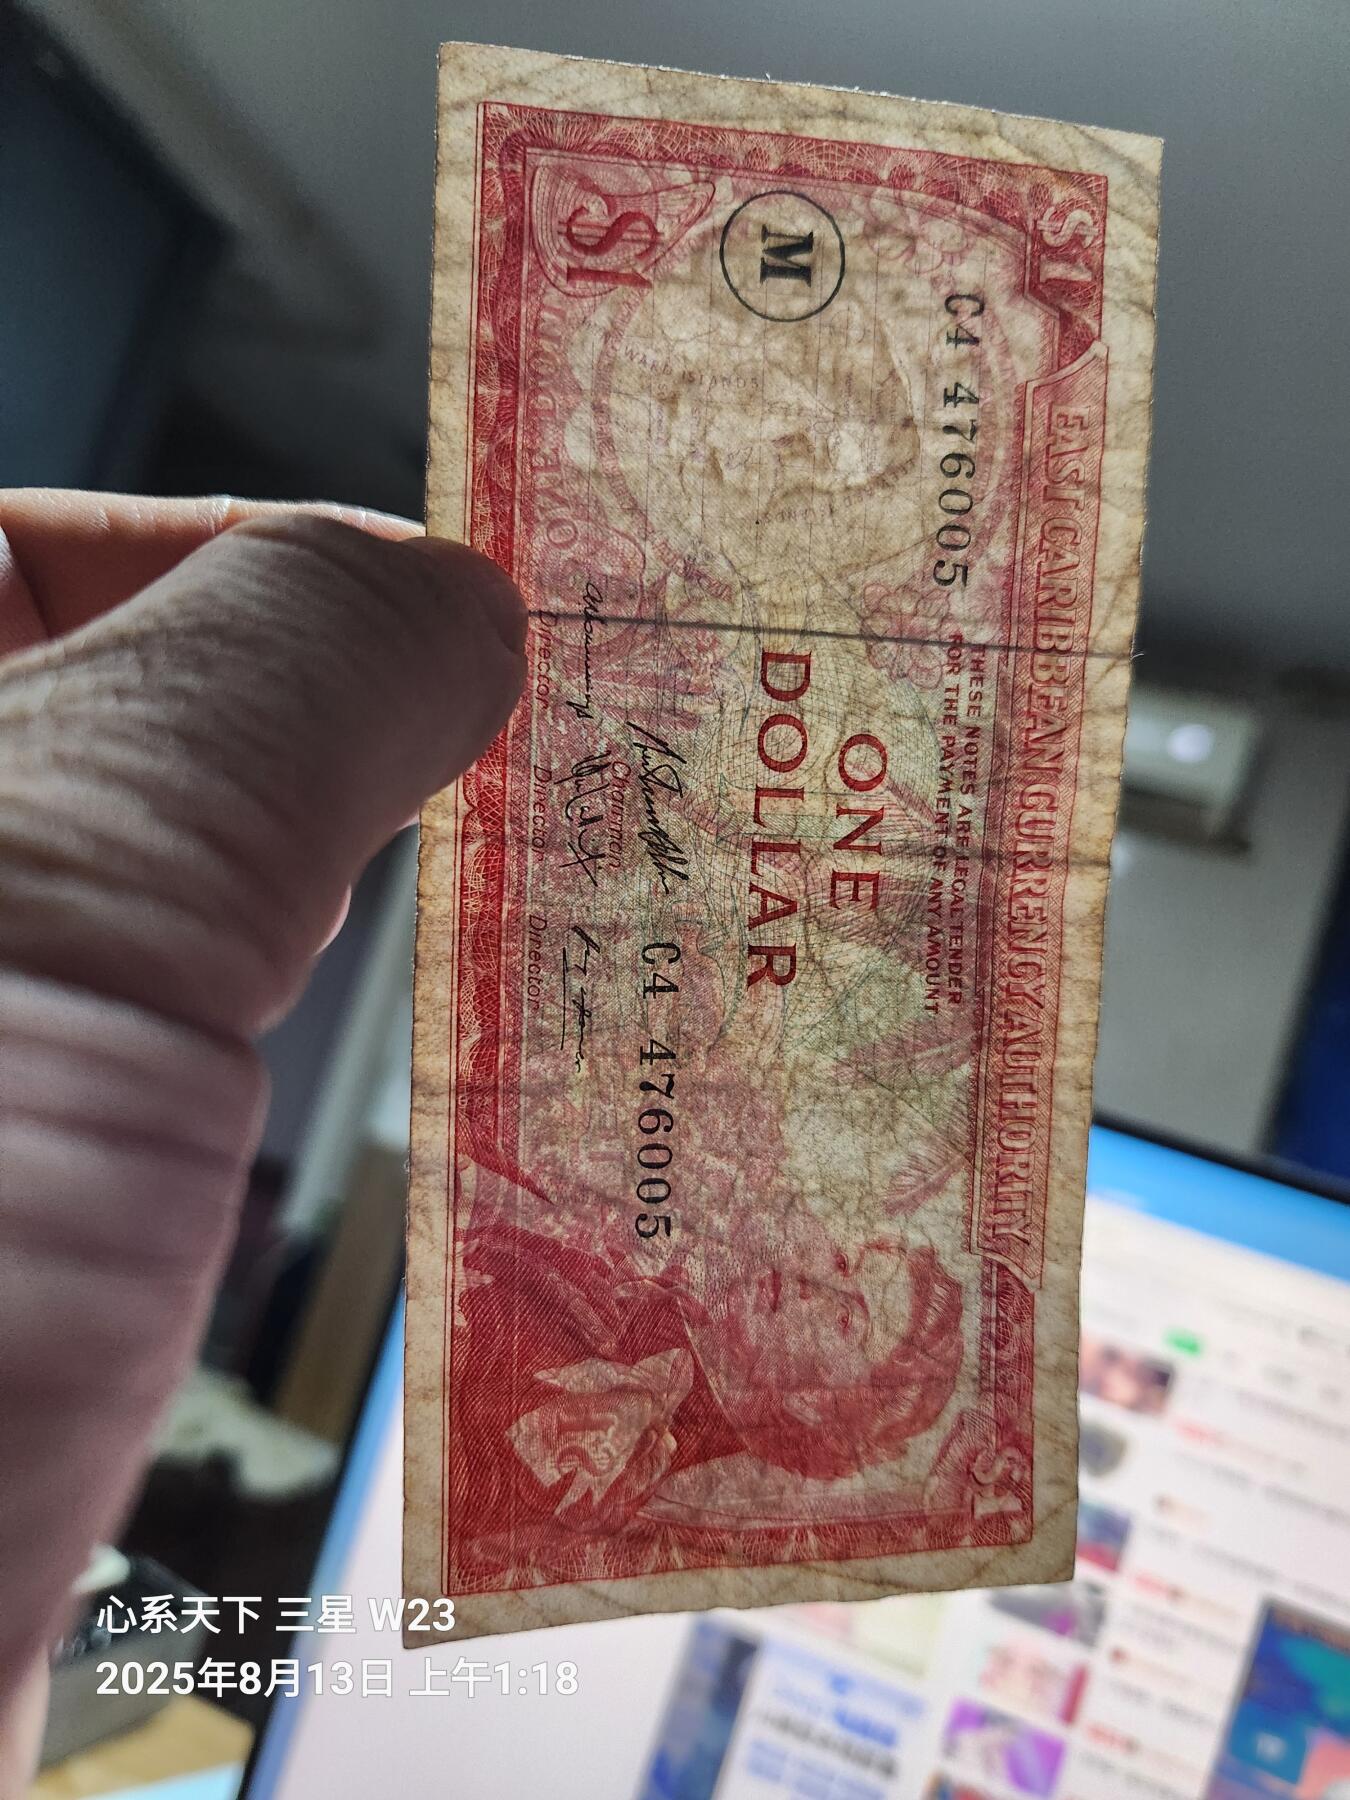 EAST CARIBBEAN CURRENCY AUTHORITY
$1
$1
THESE NOTES ARE LEGAL TENDER
FOR THE PAYMENT OF ANY AMOUNT
C4 476005
ONE
DOLLAR
M
C4 476005
Chairman
Director
Director
Director
$1
心系天下 三星 W23
2025年8月13日 上午1:18